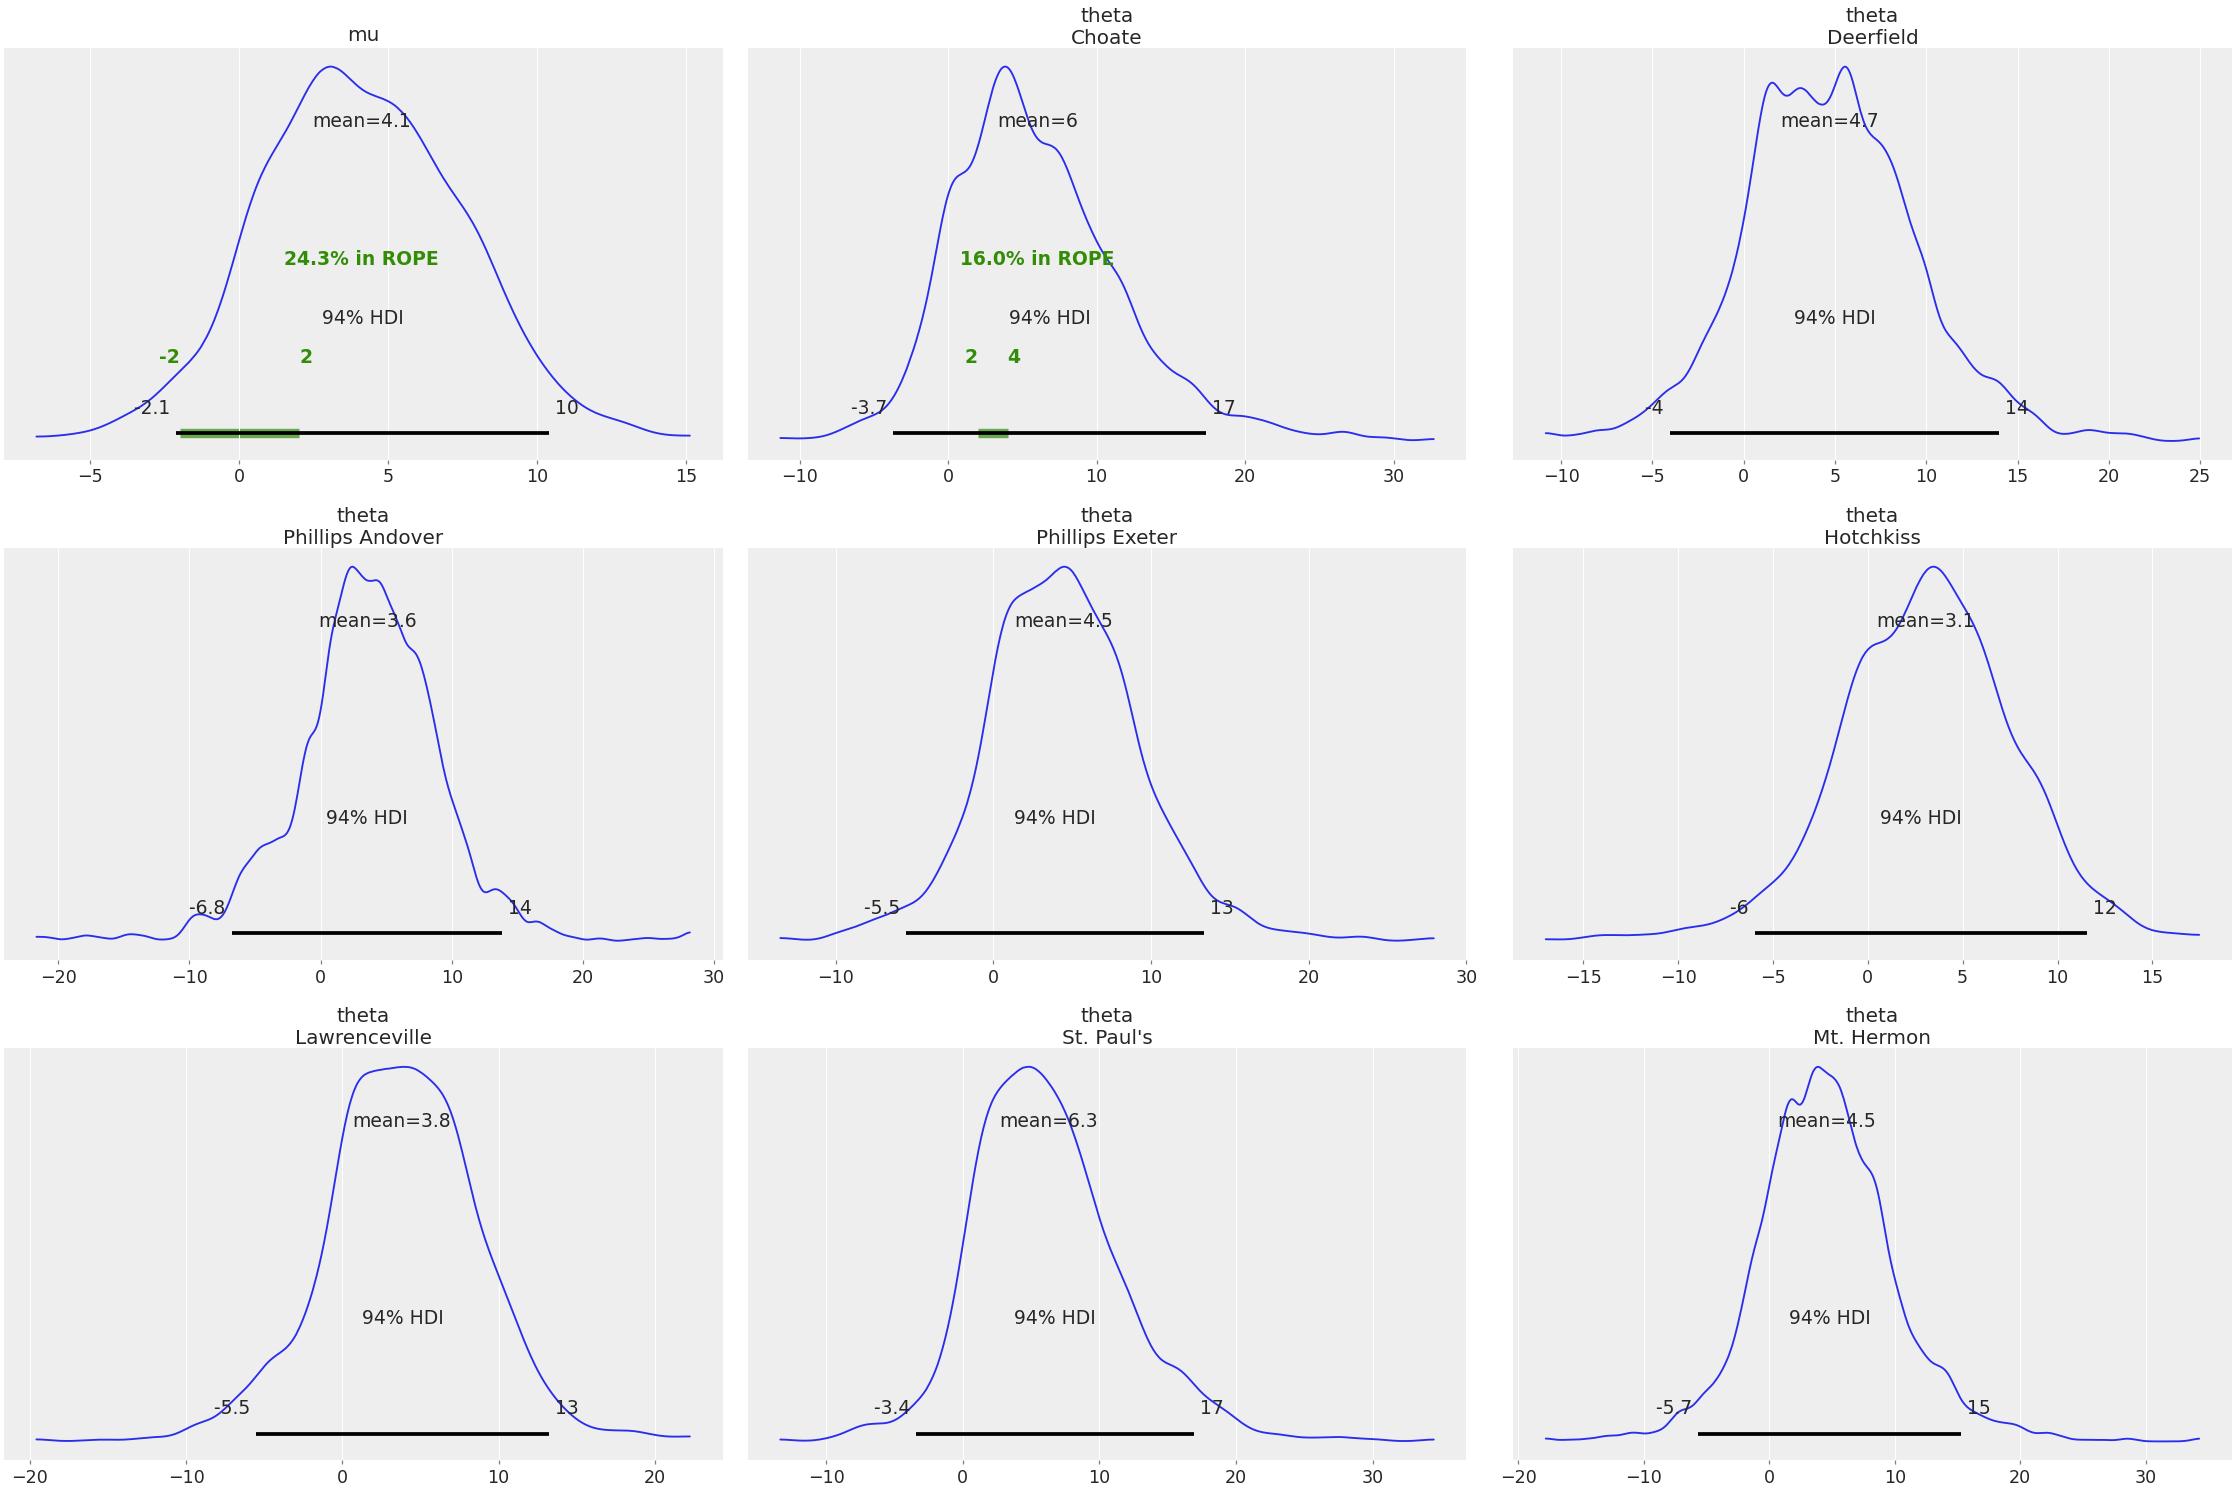 mu
mean=4.1
24.3% in ROPE
94% HDI
-2 2
-2.1 10
−5 0 5 10 15
theta
Choate
mean=6
16.0% in ROPE
94% HDI
2 4
-3.7 17
−10 0 10 20 30
theta
Deerfield
mean=4.7
94% HDI
-4 14
−10 −5 0 5 10 15 20 25
theta
Phillips Andover
mean=3.6
94% HDI
-6.8 14
−20 −10 0 10 20 30
theta
Phillips Exeter
mean=4.5
94% HDI
-5.5 13
−10 0 10 20 30
theta
Hotchkiss
mean=3.1
94% HDI
-6 12
−15 −10 −5 0 5 10 15
theta
Lawrenceville
mean=3.8
94% HDI
-5.5 13
−20 −10 0 10 20
theta
St. Paul's
mean=6.3
94% HDI
-3.4 17
−10 0 10 20 30
theta
Mt. Hermon
mean=4.5
94% HDI
-5.7 15
−20 −10 0 10 20 30